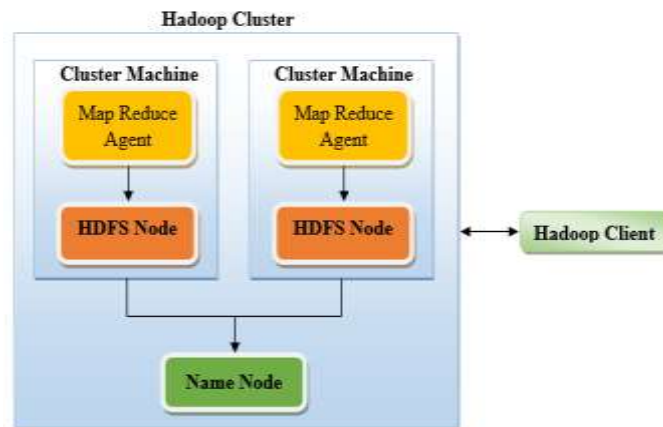 Hadoop Cluster
Cluster Machine
Map Reduce
Agent
HDFS Node
Cluster Machine
Map Reduce
Agent
HDFS Node
Hadoop Client
Name Node